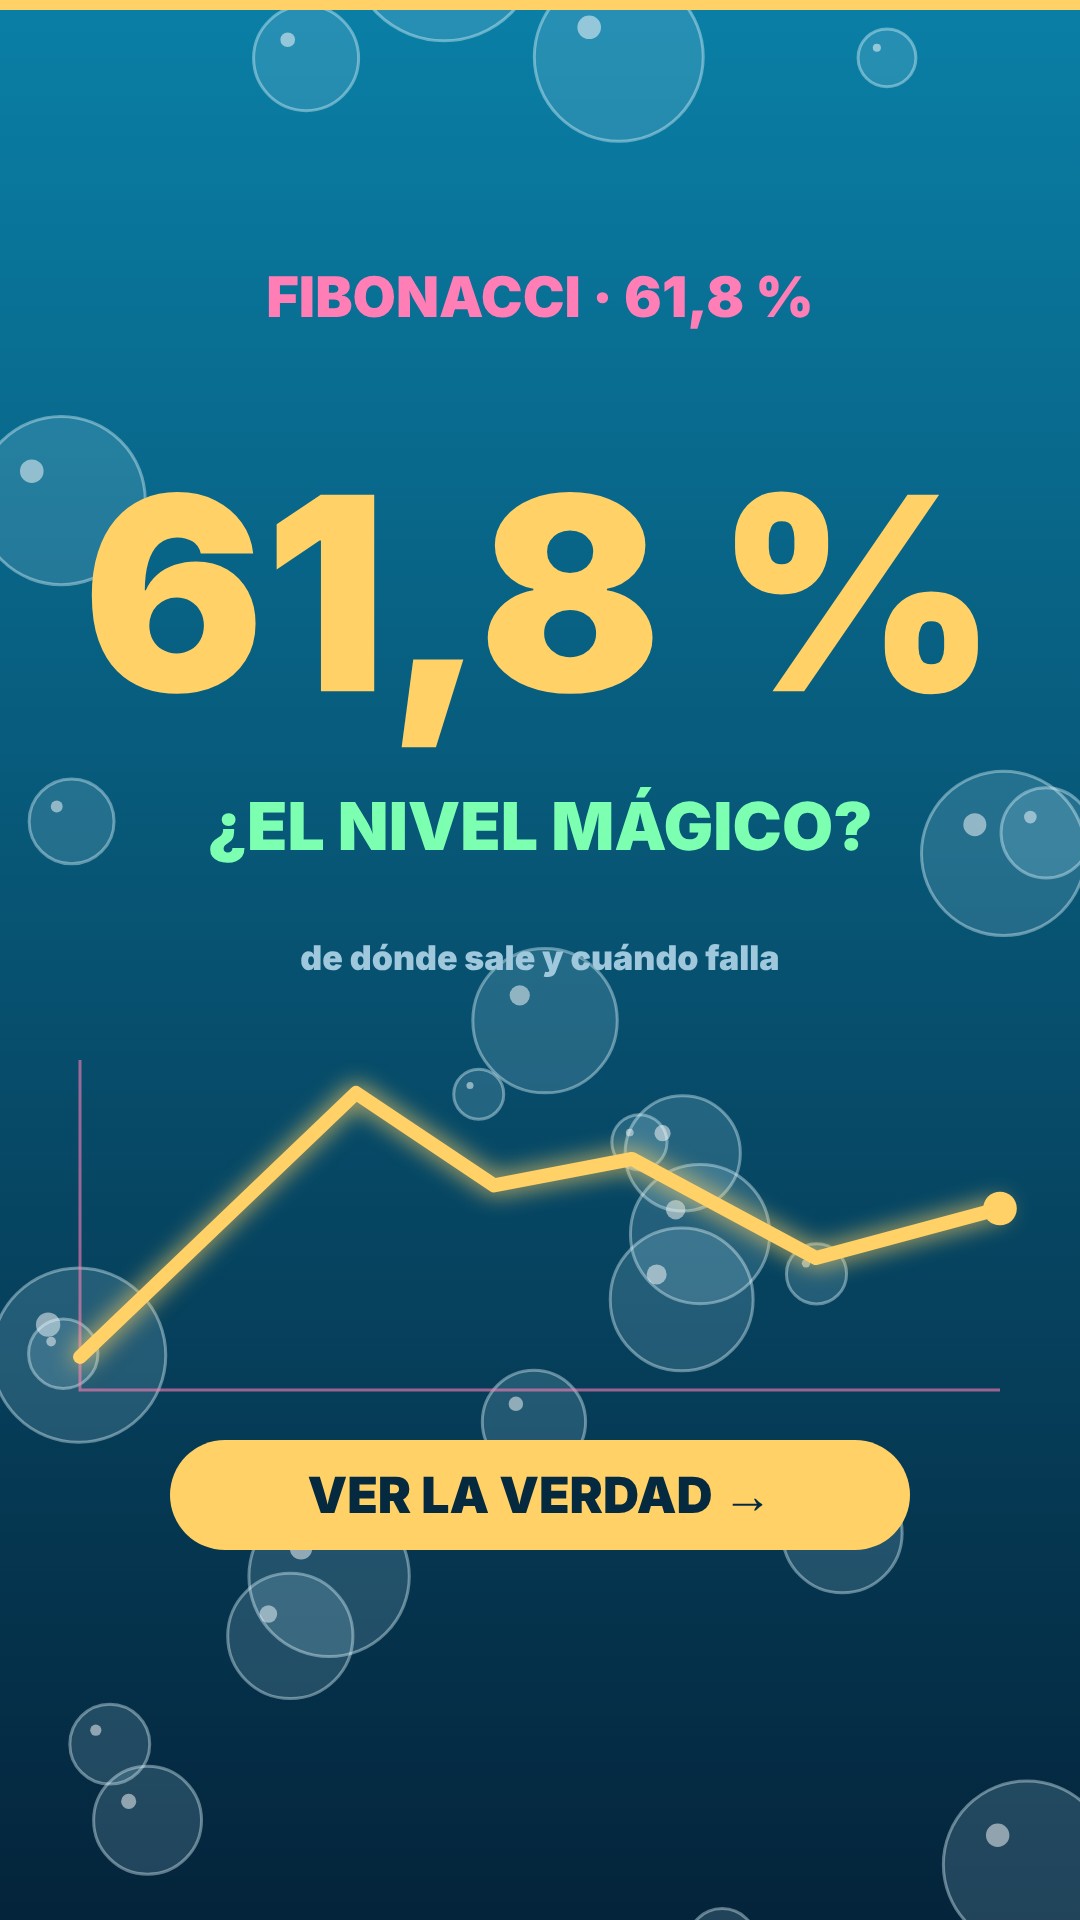 FIBONACCI · 61,8 %
61,8 %
¿EL NIVEL MÁGICO?
de dónde sale y cuándo falla
VER LA VERDAD →